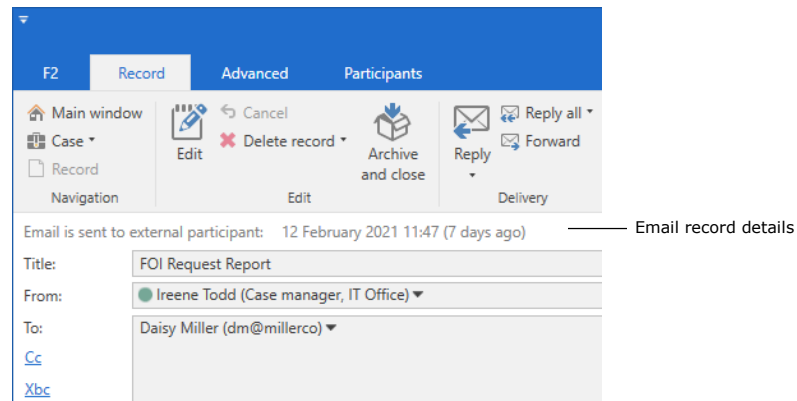 F2 Record Advanced Participants
Main window
Case
Record
Navigation
Edit
Cancel
Delete record
Archive
and close
Edit
Reply
Reply all
Forward
Delivery
Email is sent to external participant: 12 February 2021 11:47 (7 days ago)
Email record details
Title: FOI Request Report
From: Ireene Todd (Case manager, IT Office)
To: Daisy Miller (dm@millerco)
Cc
Xbc